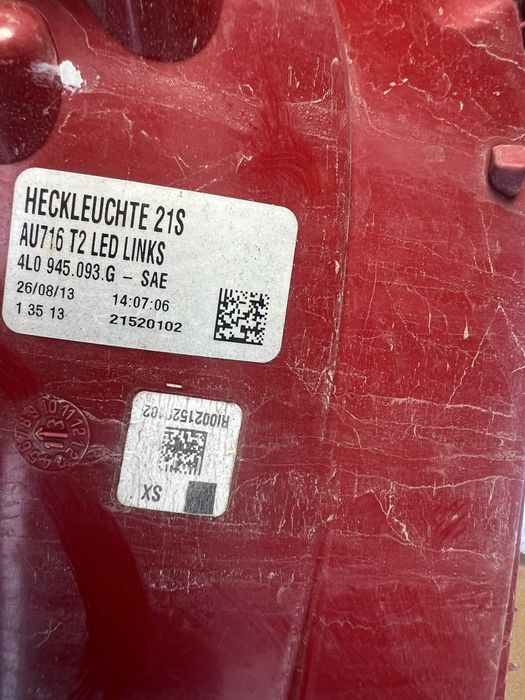 HECKLEUCHTE 21S
AU716 T2 LED LINKS
4L0 945.093.G - SAE
26/08/13 14:07:06
1 35 13 21520102
SX